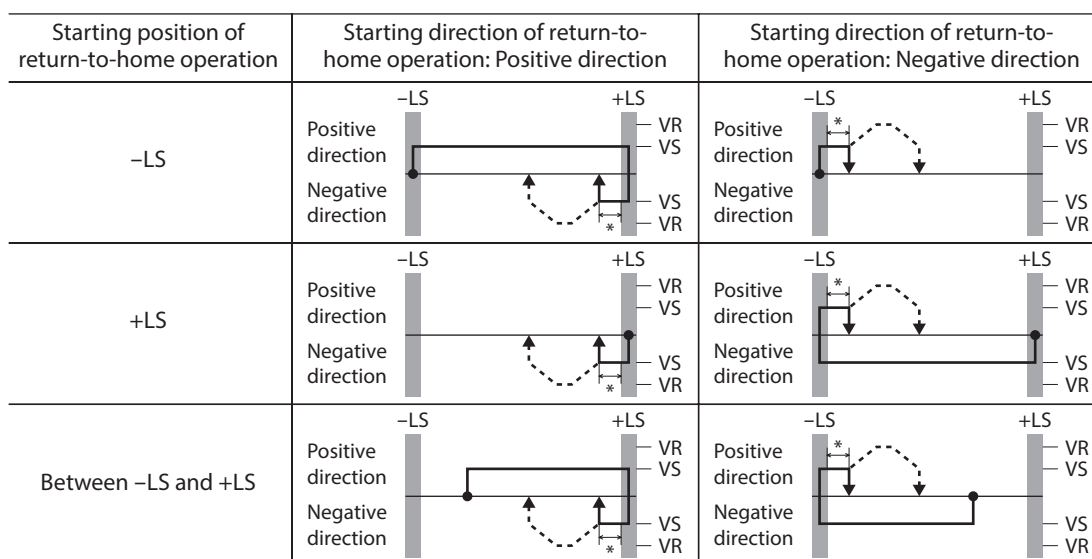 Starting position of
return-to-home operation
Starting direction of return-to-
home operation: Positive direction
Starting direction of return-to-
home operation: Negative direction
–LS
–LS
+LS
Positive
direction
Negative
direction
VR
VS
VS
VR
*
–LS
+LS
Positive
direction
Negative
direction
VR
VS
VS
VR
*
+LS
–LS
+LS
Positive
direction
Negative
direction
VR
VS
VS
VR
*
–LS
+LS
Positive
direction
Negative
direction
VR
VS
VS
VR
*
Between –LS and +LS
–LS
+LS
Positive
direction
Negative
direction
VR
VS
VS
VR
*
–LS
+LS
Positive
direction
Negative
direction
VR
VS
VS
VR
*